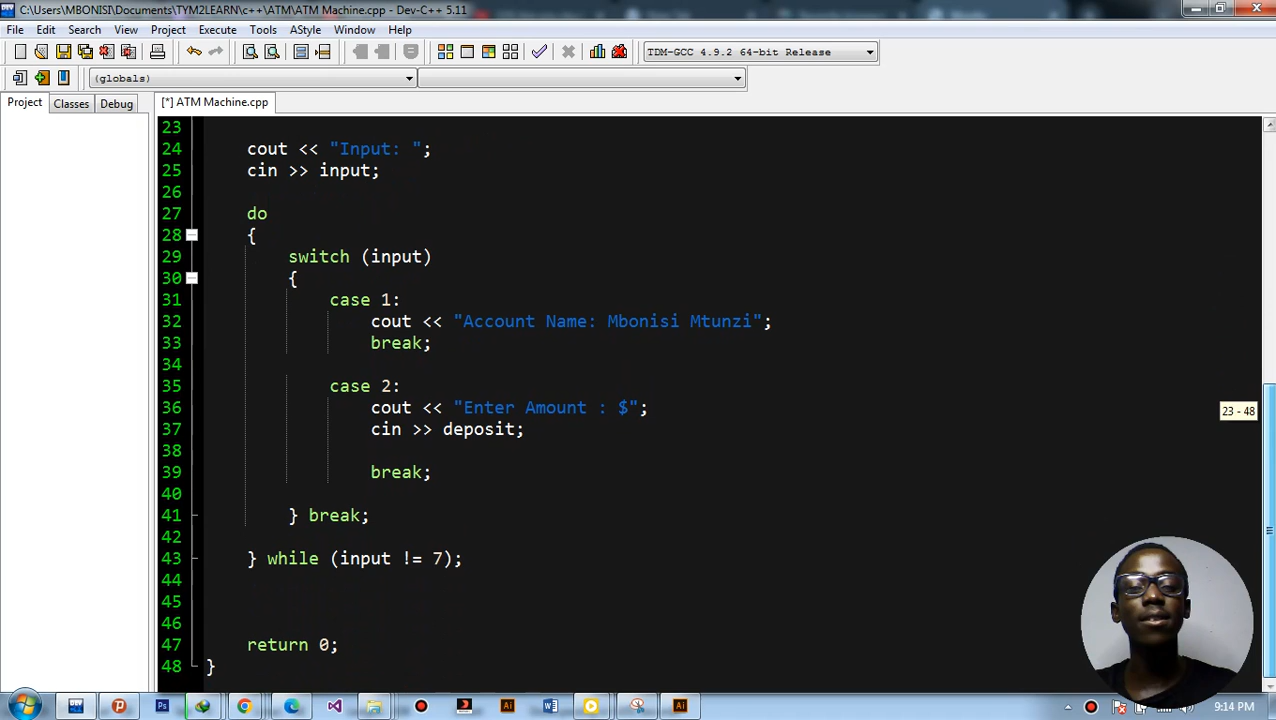 C:\Users\MBONISI\Documents\TYM2LEARN\c++\ATM\ATM Machine.cpp - Dev-C++ 5.11
File Edit Search View Project Execute Tools AStyle Window Help
TDM-GCC 4.9.2 64-bit Release
(globals)
Project Classes Debug [*] ATM Machine.cpp
23
24 cout << "Input: ";
25 cin >> input;
26
27 do
28 {
29 switch (input)
30 {
31 case 1:
32 cout << "Account Name: Mbonisi Mtunzi";
33 break;
34
35 case 2:
36 cout << "Enter Amount : $";
23 - 48
37 cin >> deposit;
38
39 break;
40
41 } break;
42
43 } while (input != 7);
44
45
46
47 return 0;
48 }
DEV Ps Ai W Ai 9:14 PM